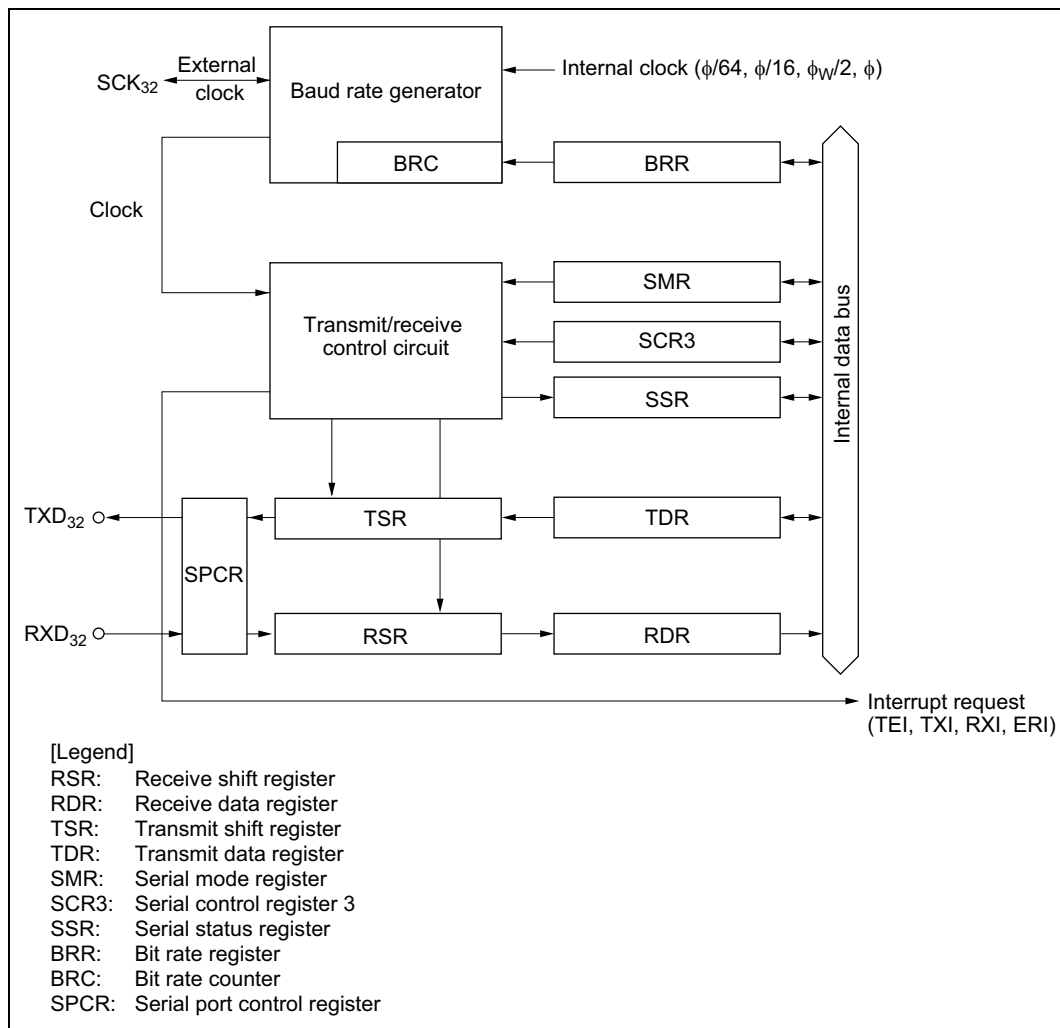 SCK32
External
clock
Baud rate generator
Internal clock (ϕ/64, ϕ/16, ϕW/2, ϕ)
BRC
BRR
Clock
SMR
Transmit/receive
control circuit
SCR3
SSR
Internal data bus
TXD32
TSR
TDR
SPCR
RXD32
RSR
RDR
Interrupt request
(TEI, TXI, RXI, ERI)
[Legend]
RSR: Receive shift register
RDR: Receive data register
TSR: Transmit shift register
TDR: Transmit data register
SMR: Serial mode register
SCR3: Serial control register 3
SSR: Serial status register
BRR: Bit rate register
BRC: Bit rate counter
SPCR: Serial port control register